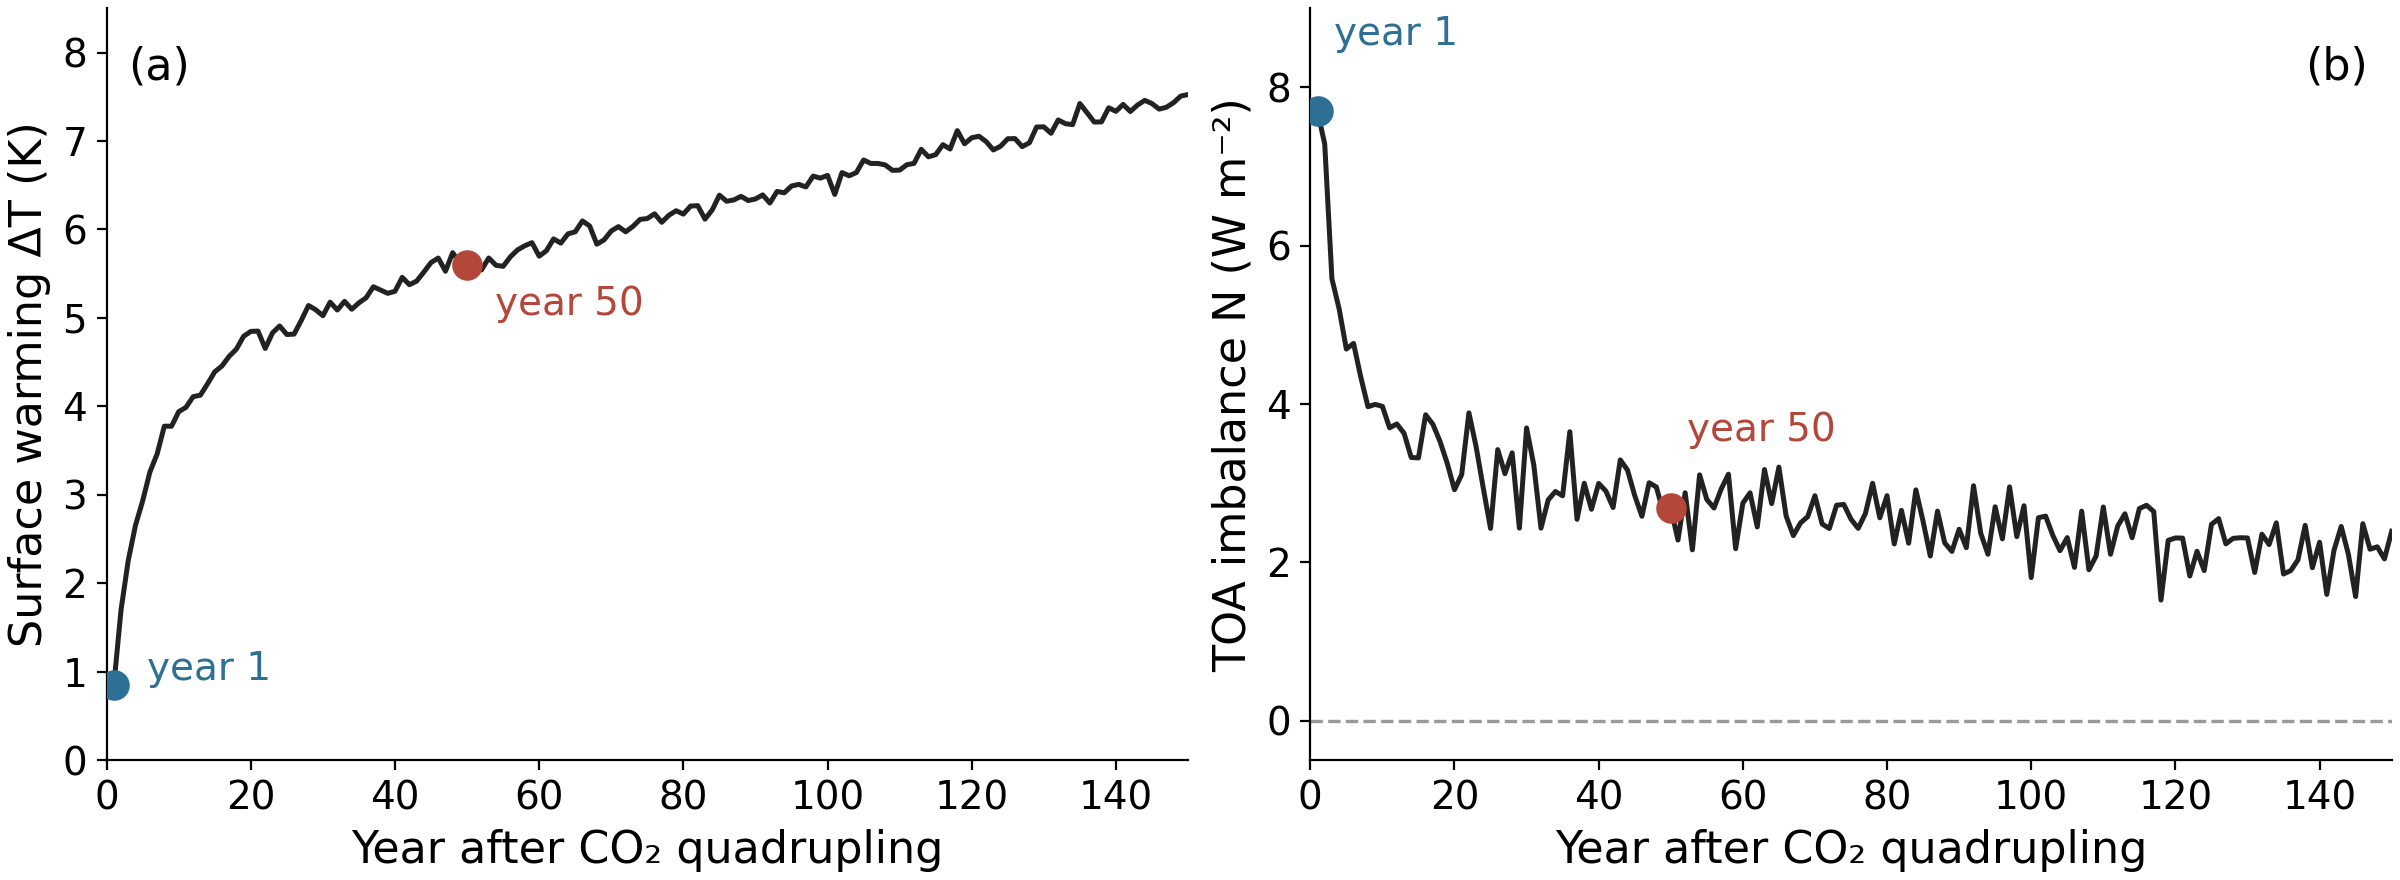 (a)
Surface warming ΔT (K)
8
7
6
5
4
3
2
1
0
year 50
year 1
0 20 40 60 80 100 120 140
Year after CO₂ quadrupling
year 1
(b)
TOA imbalance N (W m⁻²)
8
6
4
2
0
year 50
0 20 40 60 80 100 120 140
Year after CO₂ quadrupling